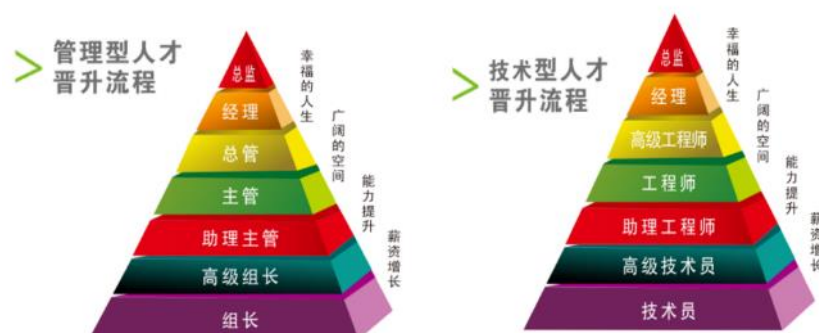 管理型人才
晋升流程
总监
经理
总管
主管
助理主管
高级组长
组长
幸福的人生
广阔的空间
能力提升
薪资增长
技术型人才
晋升流程
总监
经理
高级工程师
工程师
助理工程师
高级技术员
技术员
幸福的人生
广阔的空间
能力提升
薪资增长